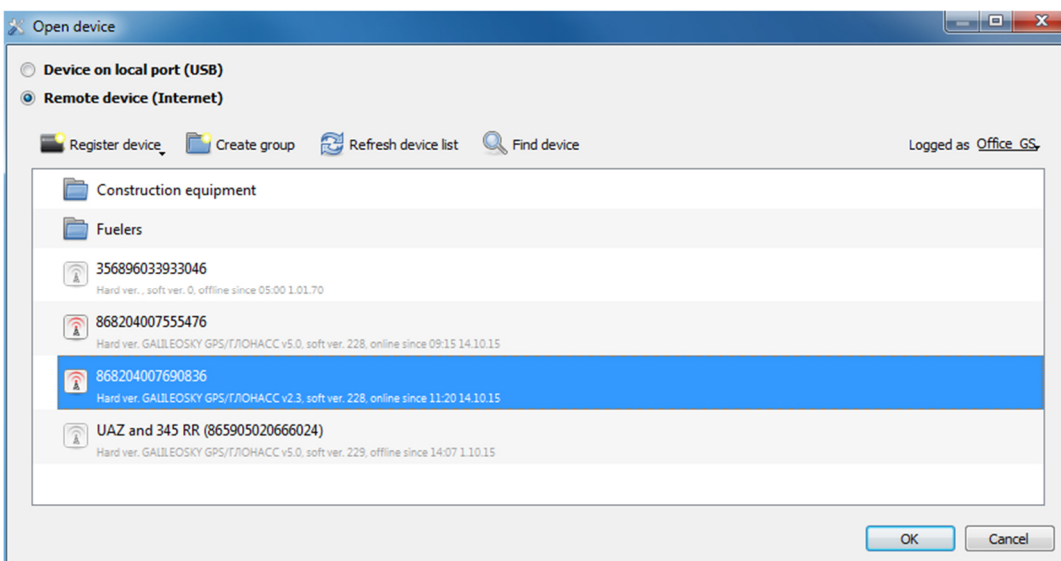 Open device
Device on local port (USB)
Remote device (Internet)
Register device Create group Refresh device list Find device Logged as Office GS
Construction equipment
Fuelers
356896033933046
Hard ver. , soft ver. 0, offline since 05:00 1.01.70
868204007555476
Hard ver. GALILEOSKY GPS/ГЛОНАСС v5.0, soft ver. 228, online since 09:15 14.10.15
868204007690836
Hard ver. GALILEOSKY GPS/ГЛОНАСС v2.3, soft ver. 228, online since 11:20 14.10.15
UAZ and 345 RR (865905020666024)
Hard ver. GALILEOSKY GPS/ГЛОНАСС v5.0, soft ver. 229, offline since 14:07 1.10.15
OK Cancel